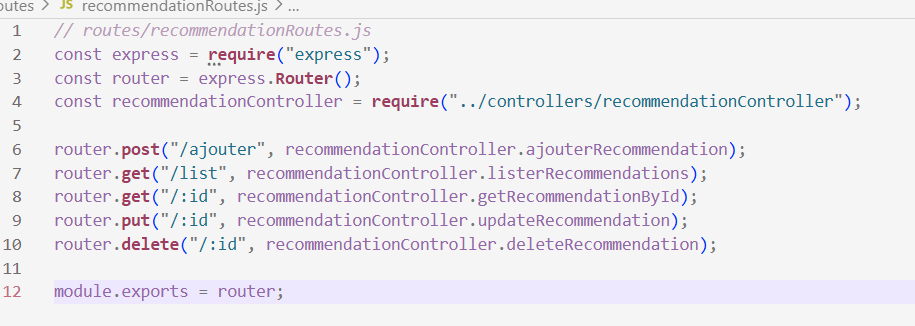 outes > JS recommendationRoutes.js > ...
1 // routes/recommendationRoutes.js
2 const express = require("express");
3 const router = express.Router();
4 const recommendationController = require("../controllers/recommendationController");
5
6 router.post("/ajouter", recommendationController.ajouterRecommendation);
7 router.get("/list", recommendationController.listerRecommendations);
8 router.get("/:id", recommendationController.getRecommendationById);
9 router.put("/:id", recommendationController.updateRecommendation);
10 router.delete("/:id", recommendationController.deleteRecommendation);
11
12 module.exports = router;